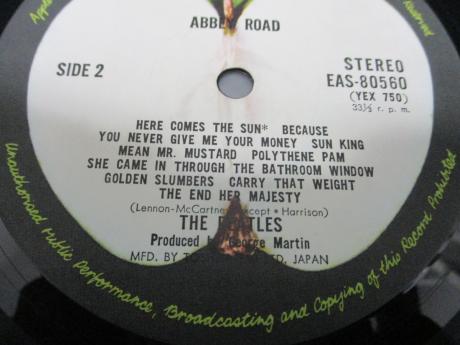 ABBEY ROAD
SIDE 2
STEREO
EAS-80560
(YEX 750)
33⅓ r. p. m.
HERE COMES THE SUN* BECAUSE
YOU NEVER GIVE ME YOUR MONEY SUN KING
MEAN MR. MUSTARD POLYTHENE PAM
SHE CAME IN THROUGH THE BATHROOM WINDOW
GOLDEN SLUMBERS CARRY THAT WEIGHT
THE END HER MAJESTY
(Lennon-McCartney *Harrison)
THE BEATLES
Produced by George Martin
MFD. BY LTD, JAPAN
Unauthorised Public Performance, Broadcasting and Copying of this Record Prohibited